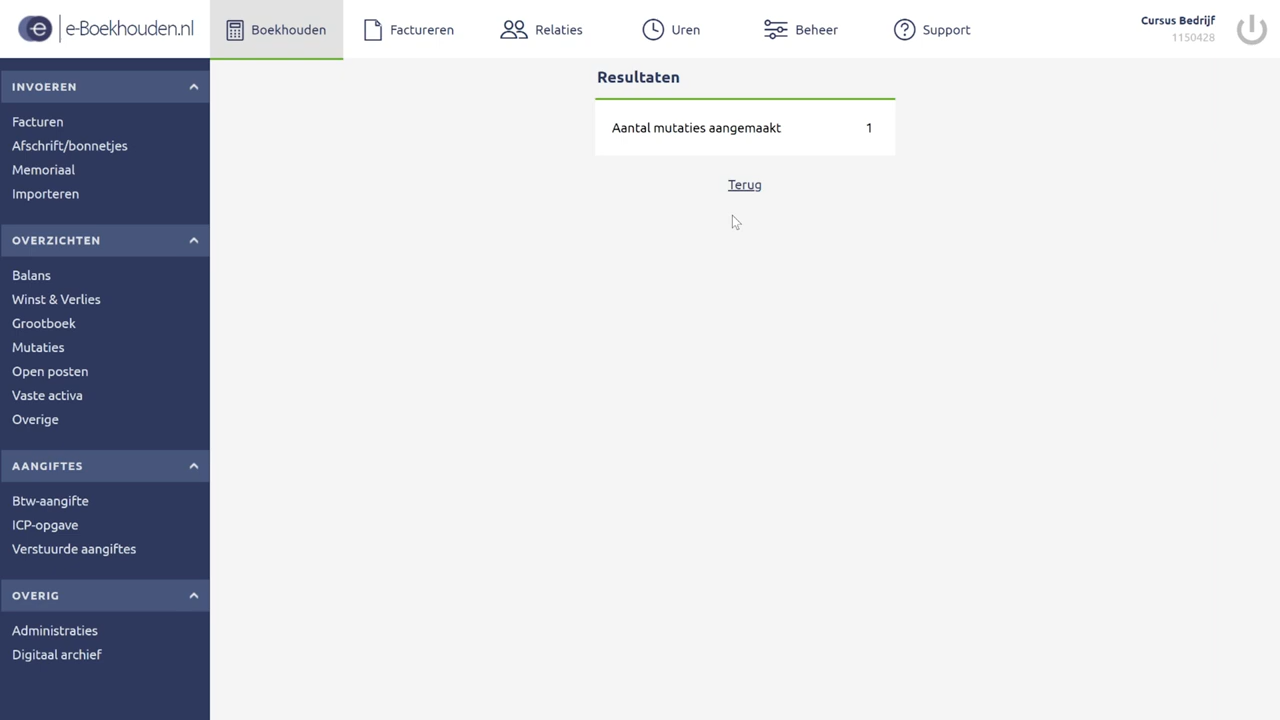 e-Boekhouden.nl
Boekhouden
Factureren
Relaties
Uren
Beheer
Support
Cursus Bedrijf
1150428
INVOEREN
Facturen
Afschrift/bonnetjes
Memoriaal
Importeren
OVERZICHTEN
Balans
Winst & Verlies
Grootboek
Mutaties
Open posten
Vaste activa
Overige
AANGIFTES
Btw-aangifte
ICP-opgave
Verstuurde aangiftes
OVERIG
Administraties
Digitaal archief
Resultaten
Aantal mutaties aangemaakt 1
Terug